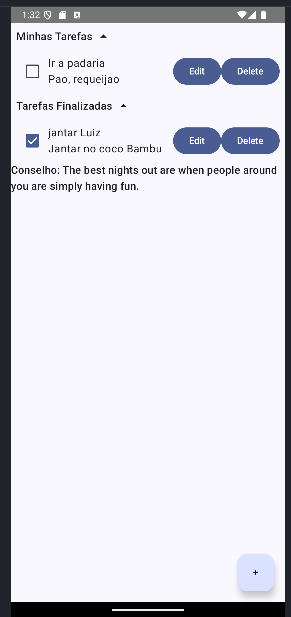 1:32
Minhas Tarefas
Ir a padaria
Pao, requeijao
Edit Delete
Tarefas Finalizadas
jantar Luiz
Jantar no coco Bambu
Edit Delete
Conselho: The best nights out are when people around
you are simply having fun.
+